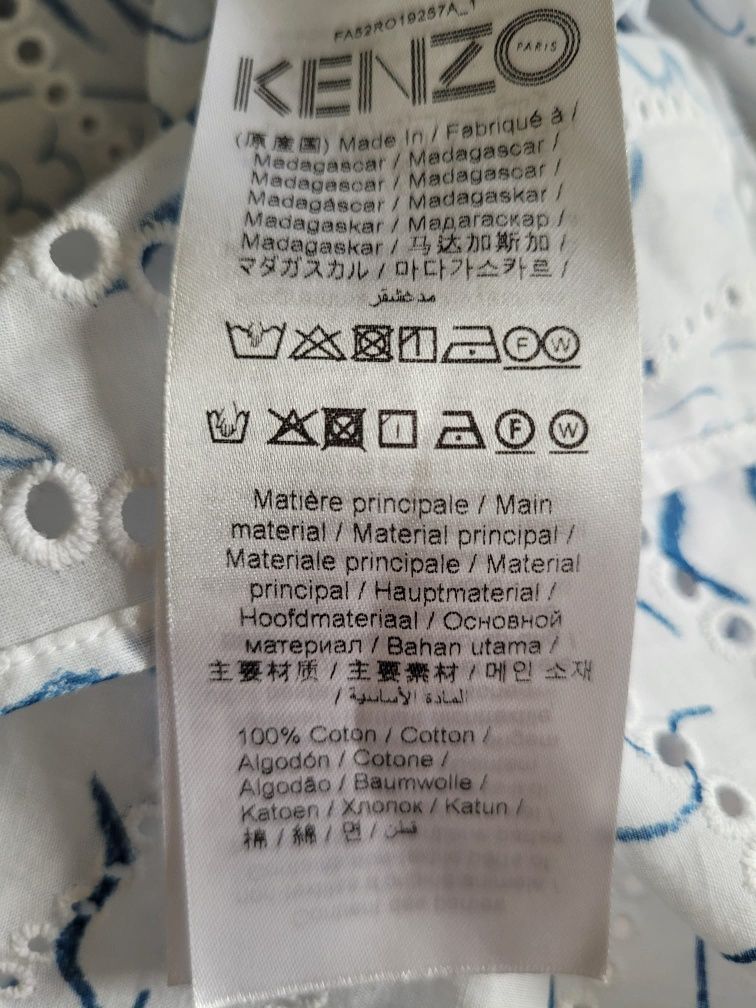 FA52RO19257A_1
KENZO PARIS
(原産国) Made In / Fabriqué à /
Madagascar / Madagascar /
Madagascar / Madagascar /
Madagáscar / Madagaskar /
Madagaskar / Мадагаскар /
Madagaskar / 马达加斯加 /
マダガスカル / 마다가스카르 /
مدغشقر
F W
F W
Matière principale / Main
material / Material principal /
Materiale principale / Material
principal / Hauptmaterial /
Hoofdmateriaal / Основной
материал / Bahan utama /
主要材质 / 主要素材 / 메인 소재
/ المادة الأساسية
100% Coton / Cotton /
Algodón / Cotone /
Algodão / Baumwolle /
Katoen / Хлопок / Katun /
棉 / 綿 / 면 / قطن